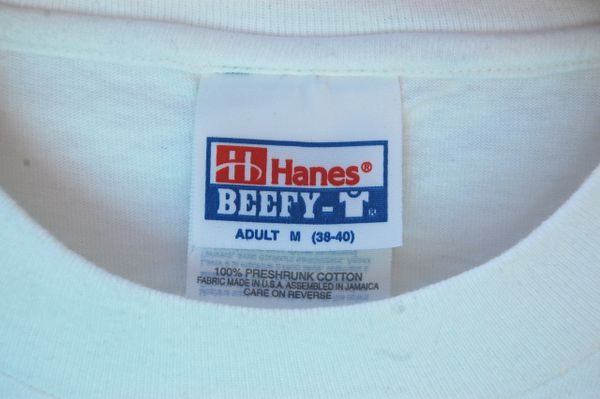 Hanes®
BEEFY-T®
ADULT M (38-40)
100% PRESHRUNK COTTON
FABRIC MADE IN U.S.A. ASSEMBLED IN JAMAICA
CARE ON REVERSE